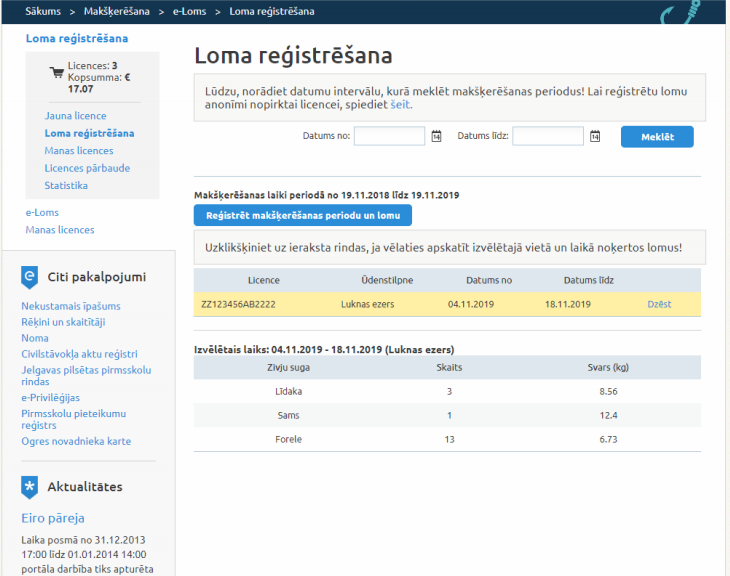 Sākums > Makšķerēšana > e-Loms > Loma reģistrēšana
Loma reģistrēšana
Licences: 3
Kopsumma: €
17.07
Jauna licence
Loma reģistrēšana
Manas licences
Licences pārbaude
Statistika
e-Loms
Manas licences
Citi pakalpojumi
Nekustamais īpašums
Rēķini un skaitītāji
Noma
Civilstāvokļa aktu reģistri
Jelgavas pilsētas pirmsskolu
rindas
e-Privilēģijas
Pirmsskolu pieteikumu
reģistrs
Ogres novadnieka karte
Aktualitātes
Eiro pāreja
Laika posmā no 31.12.2013
17:00 līdz 01.01.2014 14:00
portāla darbība tiks apturēta
Loma reģistrēšana
Lūdzu, norādiet datumu intervālu, kurā meklēt makšķerēšanas periodus! Lai reģistrētu lomu
anonīmi nopirktai licencei, spiediet šeit.
Datums no: 14 Datums līdz: 14 Meklēt
Makšķerēšanas laiki periodā no 19.11.2018 līdz 19.11.2019
Reģistrēt makšķerēšanas periodu un lomu
Uzklikšķiniet uz ieraksta rindas, ja vēlaties apskatīt izvēlētajā vietā un laikā noķertos lomus!
Licence Ūdenstilpne Datums no Datums līdz
ZZ123456AB2222 Luknas ezers 04.11.2019 18.11.2019 Dzēst
Izvēlētais laiks: 04.11.2019 - 18.11.2019 (Luknas ezers)
Zivju suga Skaits Svars (kg)
Līdaka 3 8.56
Sams 1 12.4
Forele 13 6.73